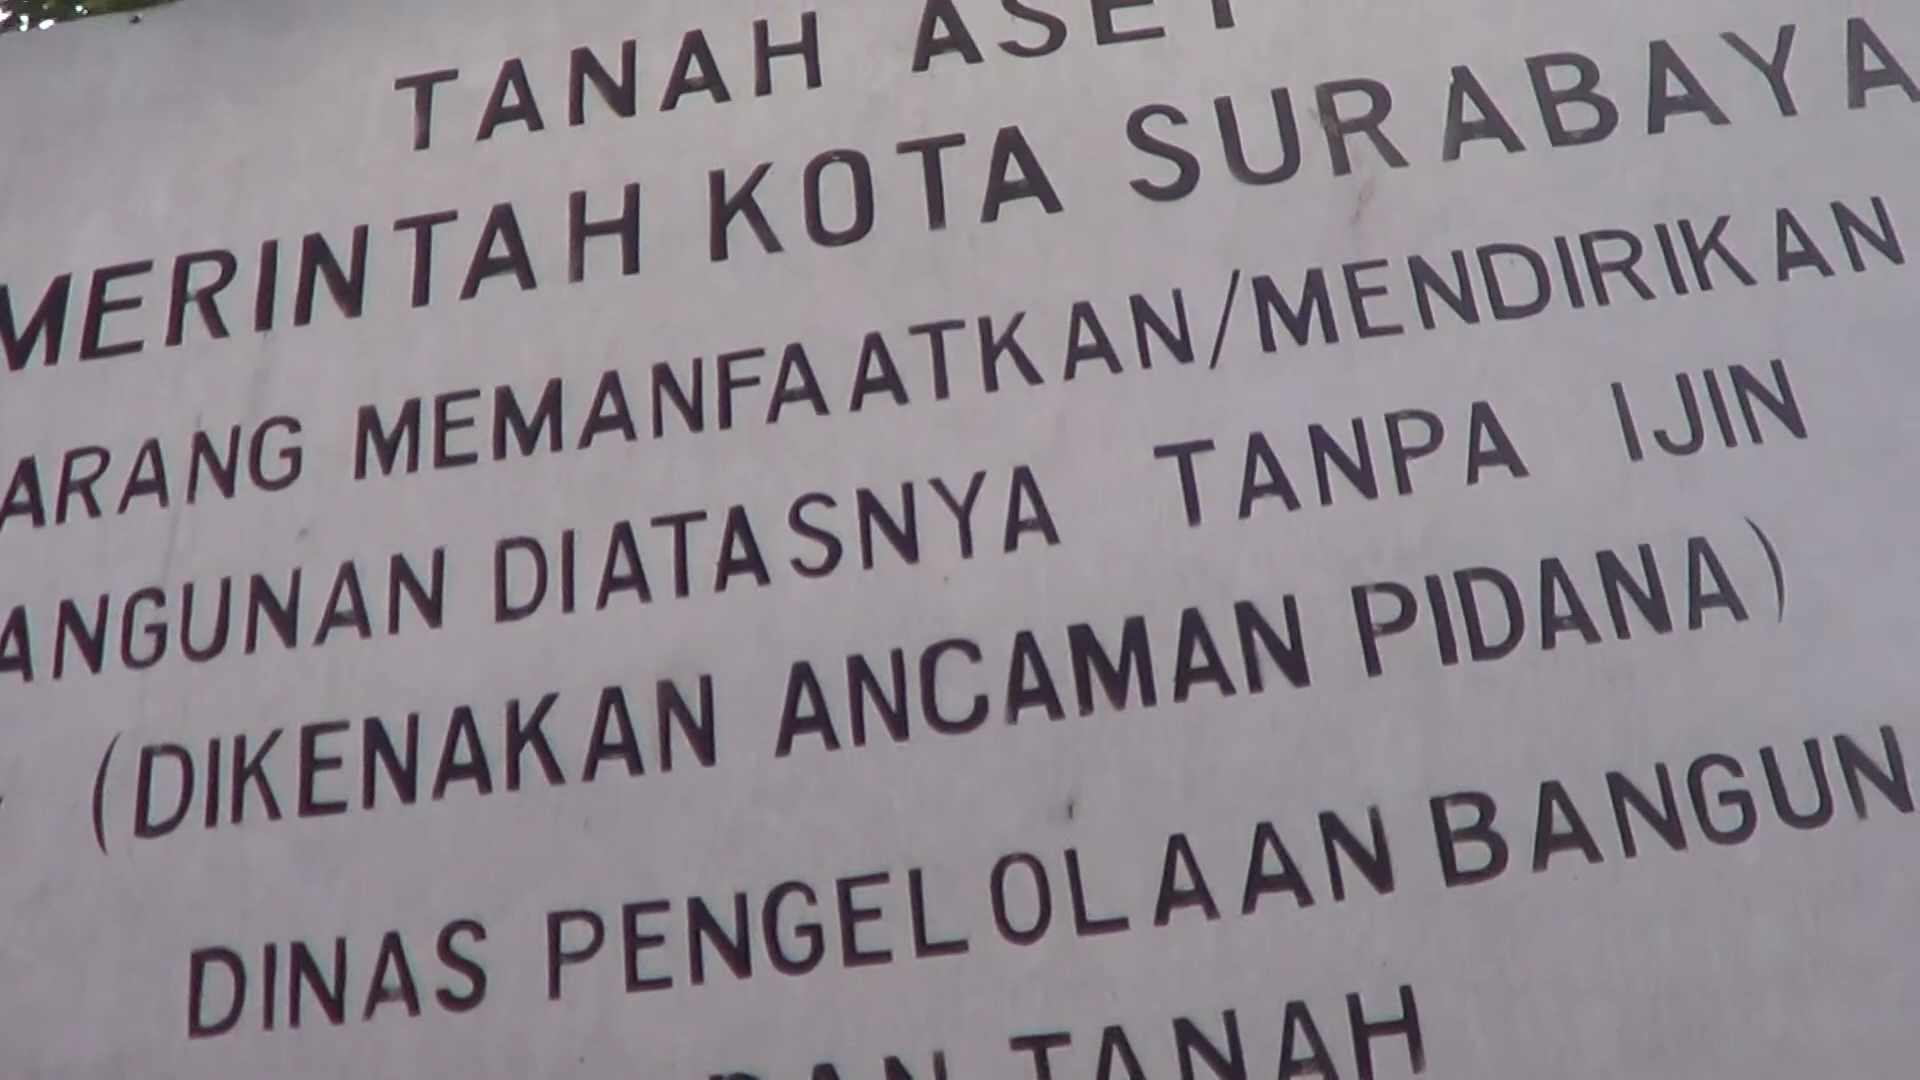 TANAH ASET
MERINTAH KOTA SURABAYA
ARANG MEMANFAATKAN/MENDIRIKAN
ANGUNAN DIATASNYA TANPA IJIN
(DIKENAKAN ANCAMAN PIDANA)
DINAS PENGELOLAAN BANGUN
DAN TANAH